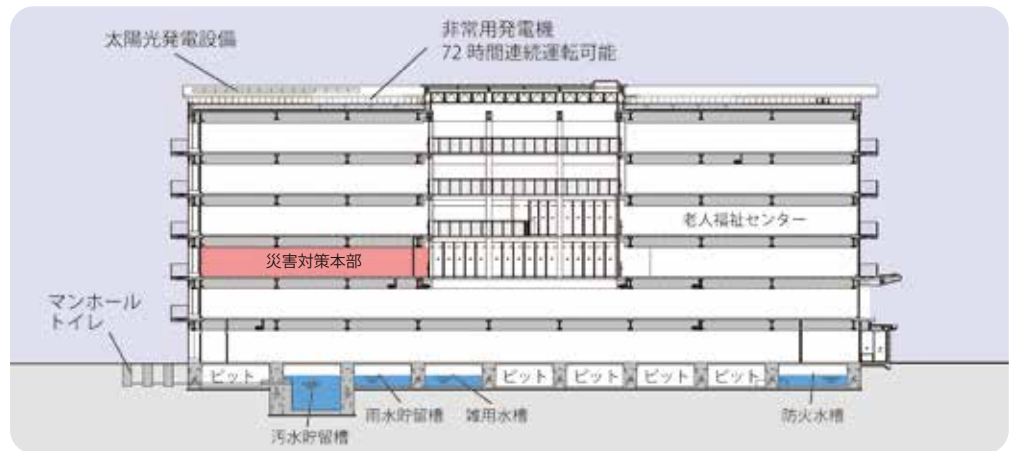 太陽光発電設備
非常用発電機
72 時間連続運転可能
老人福祉センター
災害対策本部
マンホール
トイレ
ピット
ピット
ピット
ピット
ピット
雨水貯留槽
雑用水槽
防火水槽
汚水貯留槽